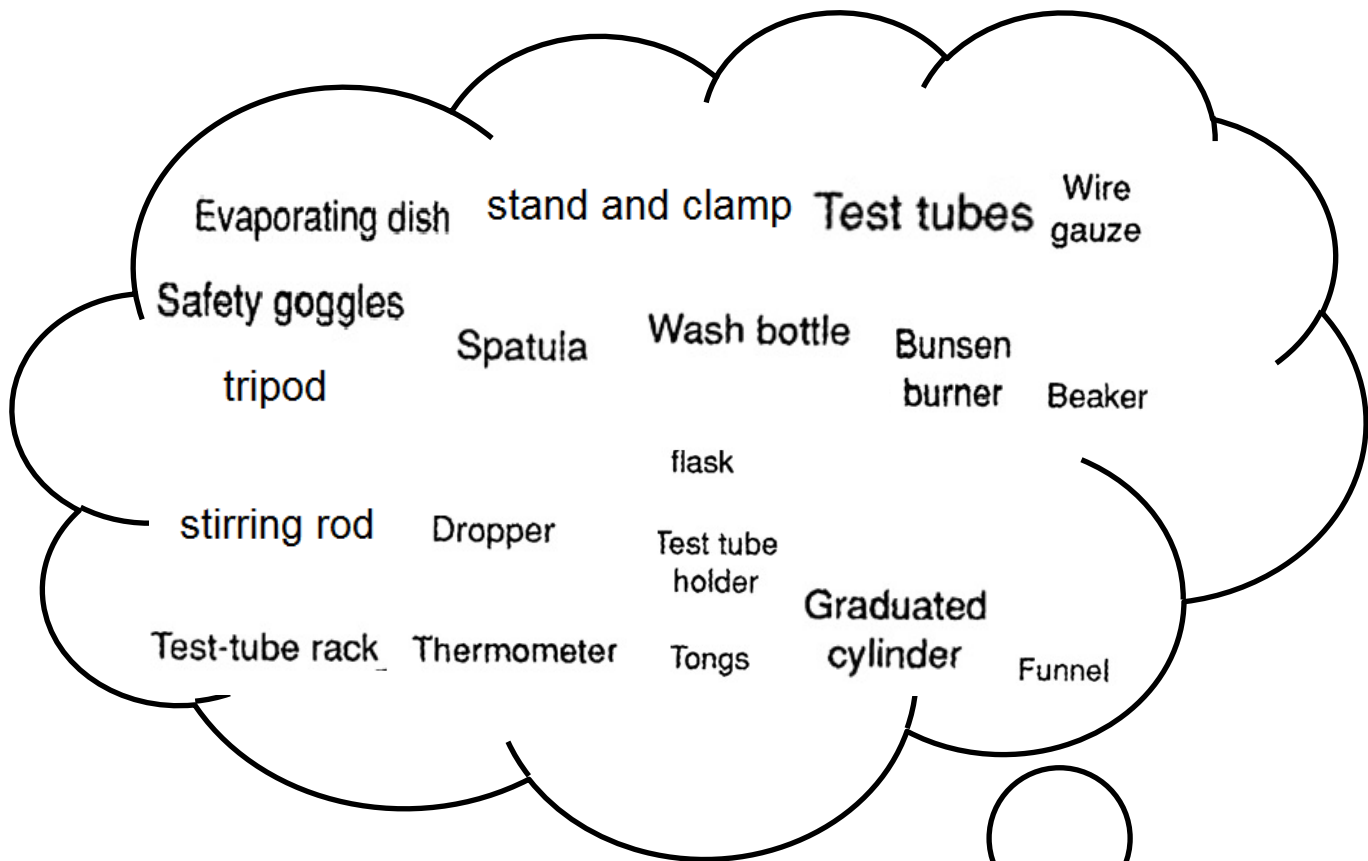 Evaporating dish
stand and clamp
Test tubes
Wire
gauze
Safety goggles
Spatula
Wash bottle
Bunsen
burner
Beaker
tripod
flask
stirring rod
Dropper
Test tube
holder
Graduated
cylinder
Test-tube rack
Thermometer
Tongs
Funnel